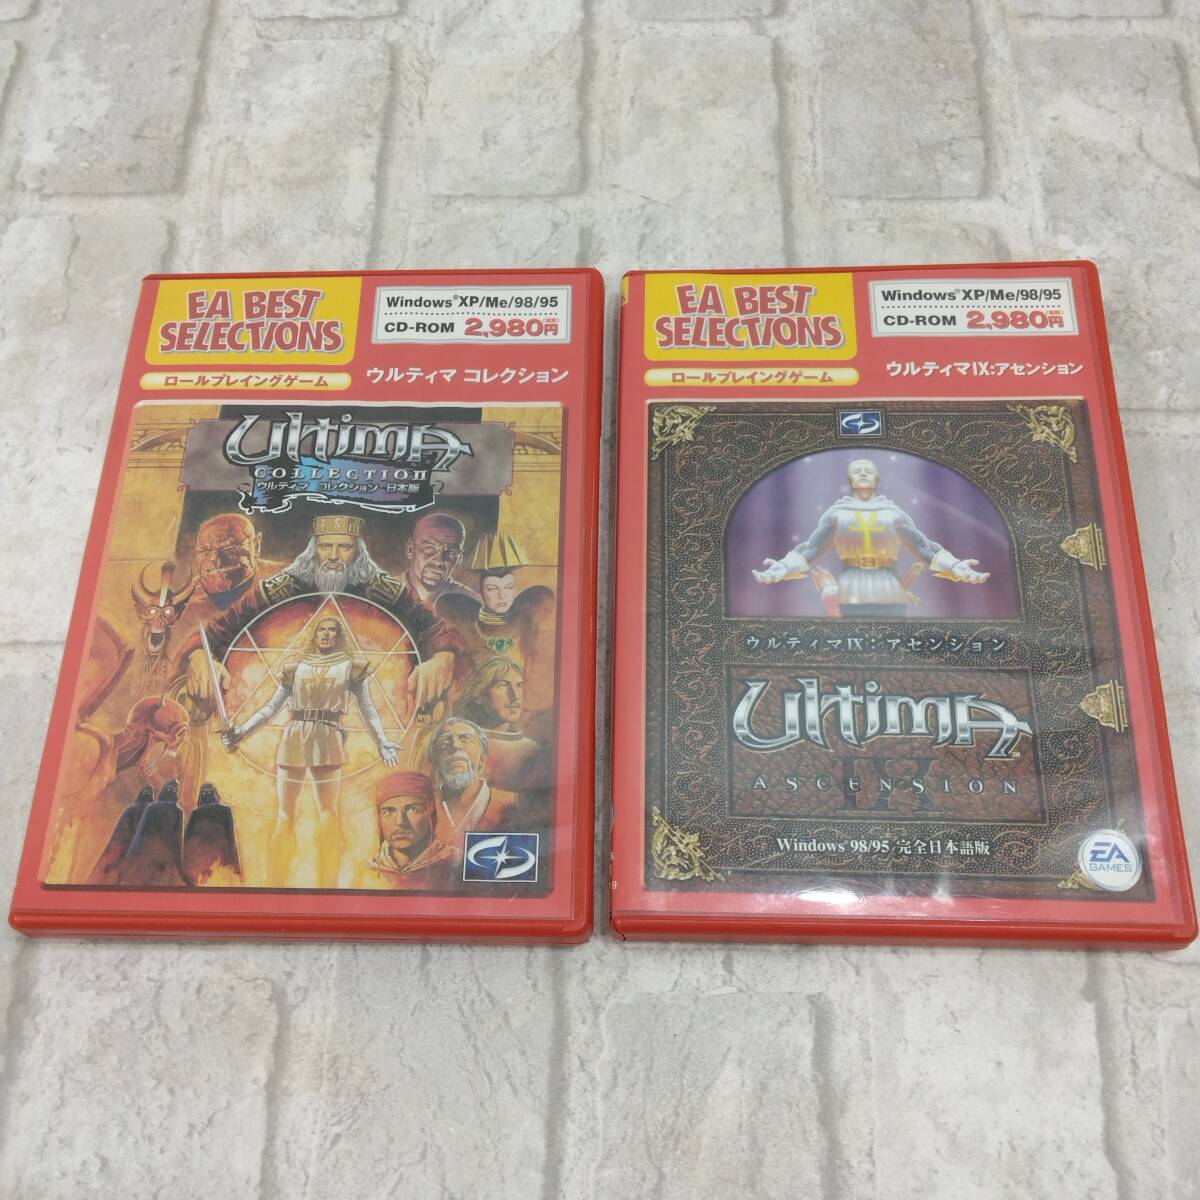 EA BEST
SELECTIONS
Windows® XP/Me/98/95
CD-ROM 2,980円
ロールプレイングゲーム
ウルティマ コレクション
Ultima
COLLECTION
ウルティマ コレクション 日本版
EA BEST
SELECTIONS
Windows® XP/Me/98/95
CD-ROM 2,980円
ロールプレイングゲーム
ウルティマIX:アセンション
ウルティマIX:アセンション
Ultima™
IX
ASCENSION
Windows® 98/95 完全日本語版
EA
GAMES